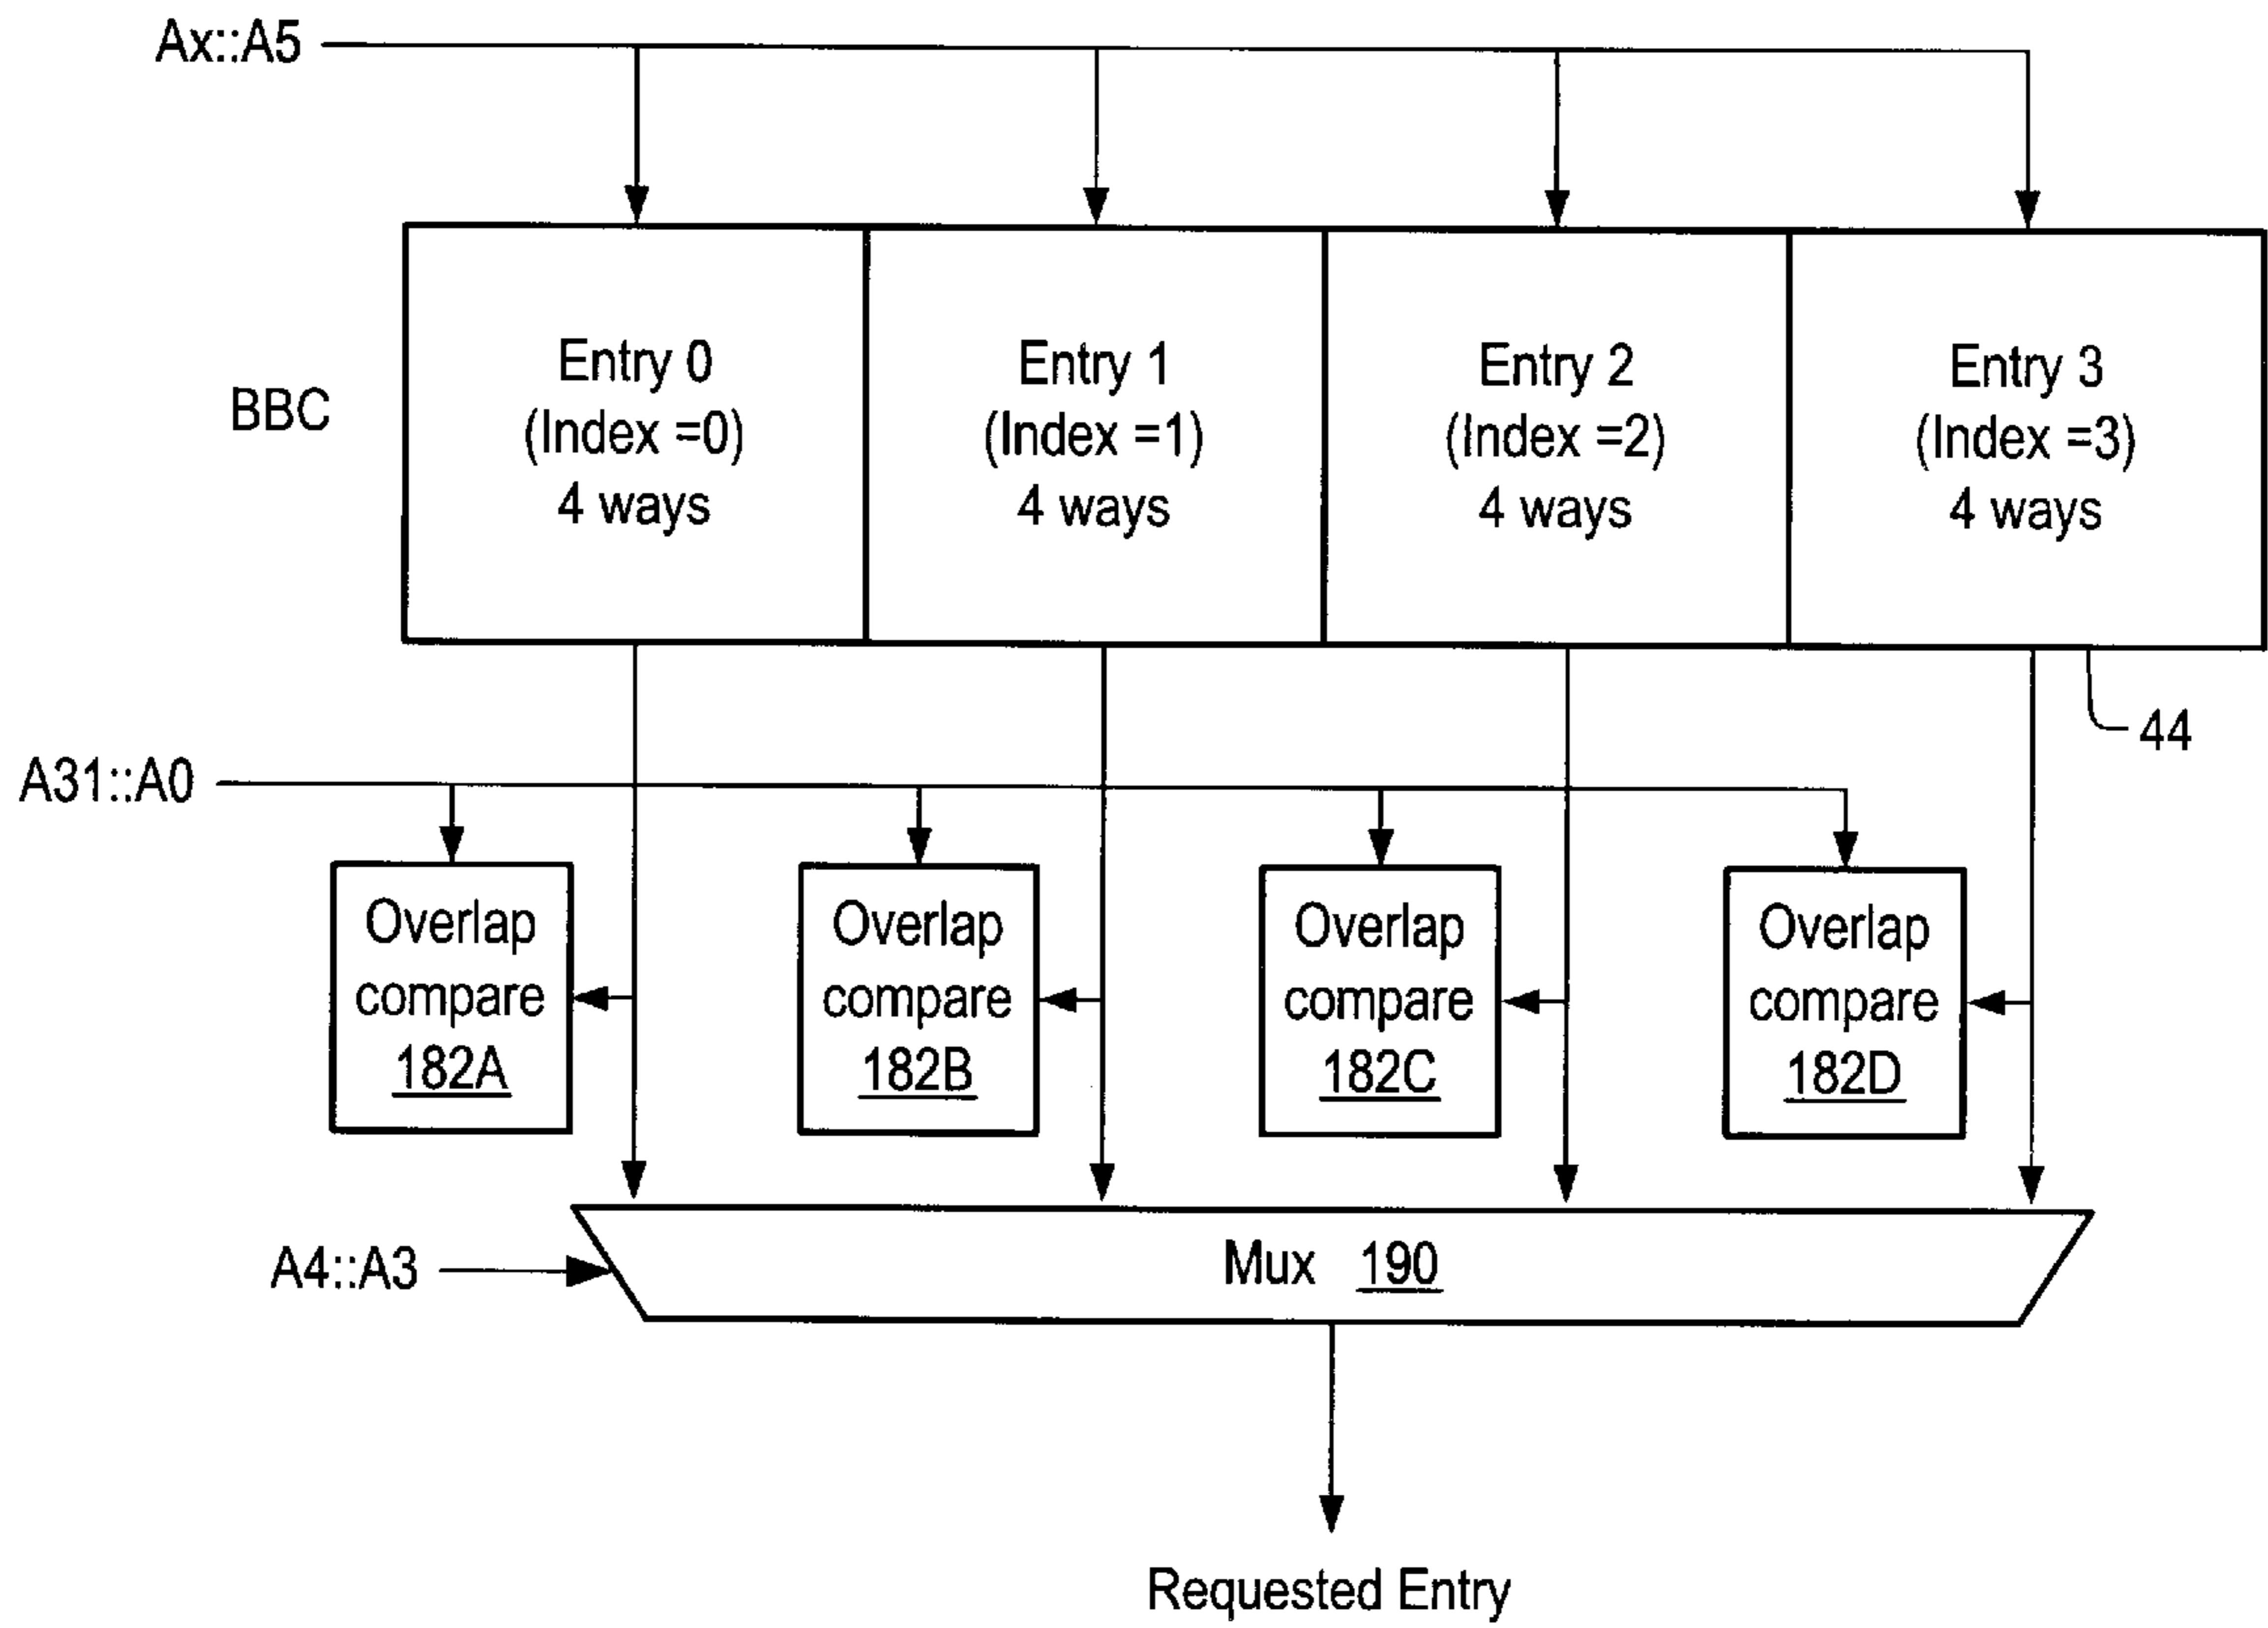 Ax::A5
BBC
Entry 0
(Index =0)
4 ways
Entry 1
(Index =1)
4 ways
Entry 2
(Index =2)
4 ways
Entry 3
(Index =3)
4 ways
44
A31::A0
Overlap
compare
182A
Overlap
compare
182B
Overlap
compare
182C
Overlap
compare
182D
A4::A3
Mux 190
Requested Entry